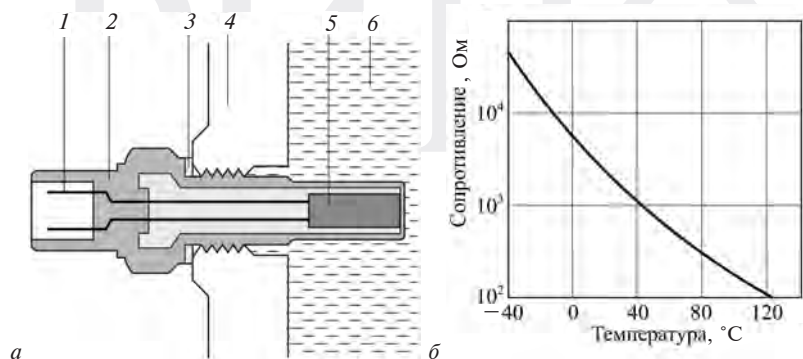 1 2 3 4 5 6
а
Сопротивление , Ом
10⁴
10³
10²
−40 0 40 80 120
Температура, °С
б